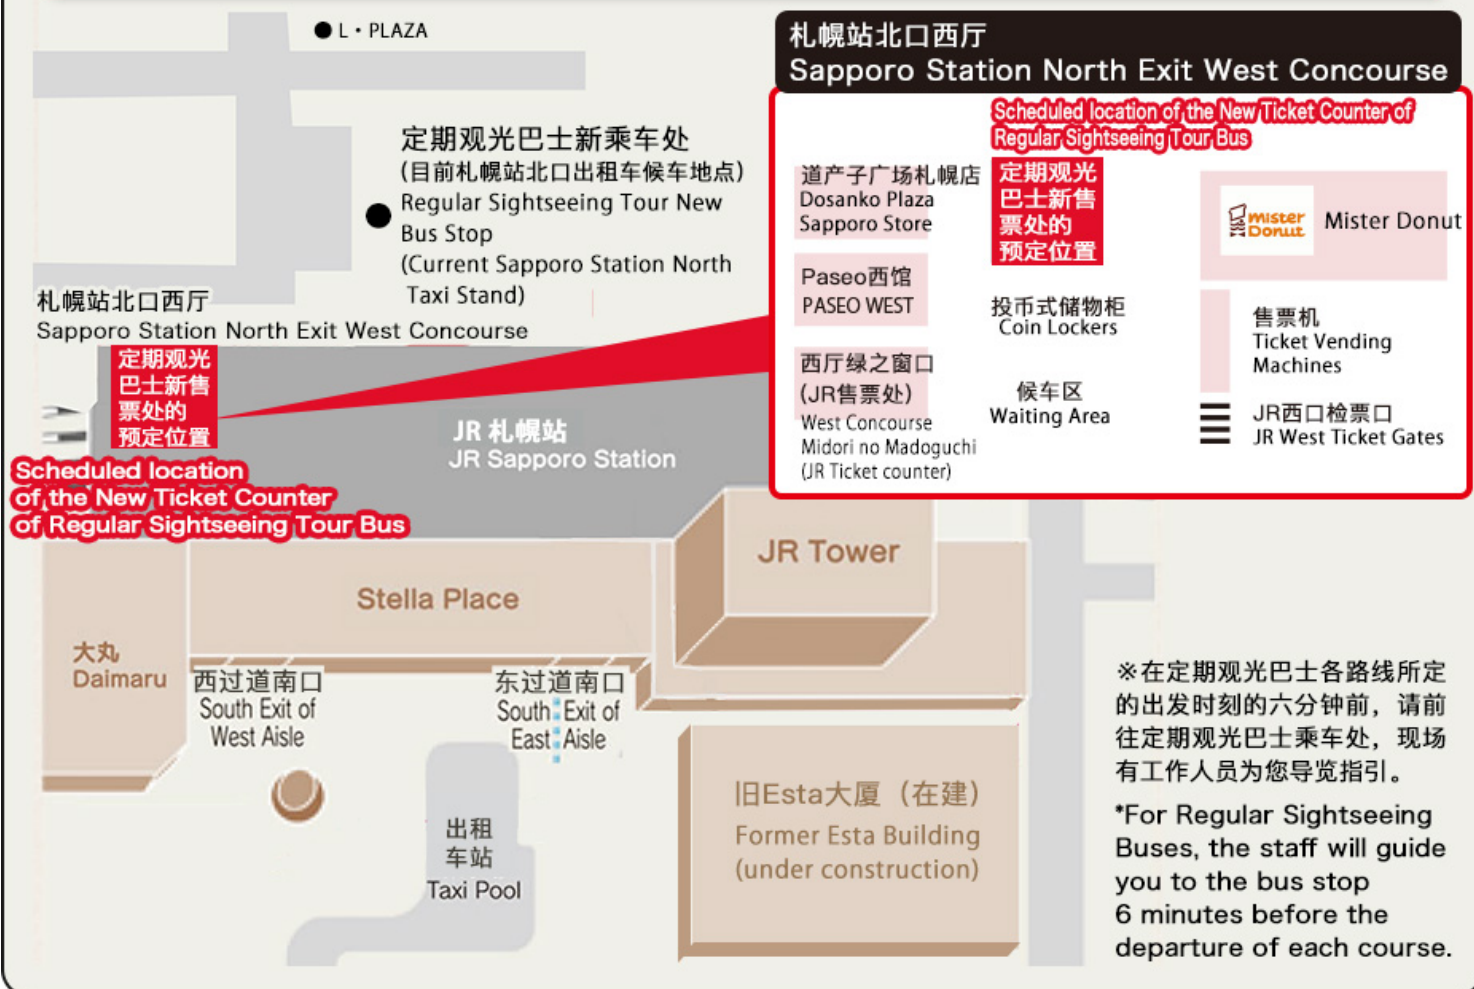 L・PLAZA
定期观光巴士新乘车处
(目前札幌站北口出租车候车地点)
Regular Sightseeing Tour New
Bus Stop
(Current Sapporo Station North
Taxi Stand)
札幌站北口西厅
Sapporo Station North Exit West Concourse
定期观光
巴士新售
票处的
预定位置
Scheduled location
of the New Ticket Counter
of Regular Sightseeing Tour Bus
JR 札幌站
JR Sapporo Station
札幌站北口西厅
Sapporo Station North Exit West Concourse
Scheduled location of the New Ticket Counter of
Regular Sightseeing Tour Bus
道产子广场札幌店
Dosanko Plaza
Sapporo Store
定期观光
巴士新售
票处的
预定位置
mister
Donut
Mister Donut
Paseo西馆
PASEO WEST
投币式储物柜
Coin Lockers
售票机
Ticket Vending
Machines
西厅绿之窗口
(JR售票处)
West Concourse
Midori no Madoguchi
(JR Ticket counter)
候车区
Waiting Area
JR西口检票口
JR West Ticket Gates
JR Tower
Stella Place
大丸
Daimaru
西过道南口
South Exit of
West Aisle
东过道南口
South Exit of
East Aisle
出租
车站
Taxi Pool
旧Esta大厦（在建）
Former Esta Building
(under construction)
※在定期观光巴士各路线所定
的出发时刻的六分钟前，请前
往定期观光巴士乘车处，现场
有工作人员为您导览指引。
*For Regular Sightseeing
Buses, the staff will guide
you to the bus stop
6 minutes before the
departure of each course.